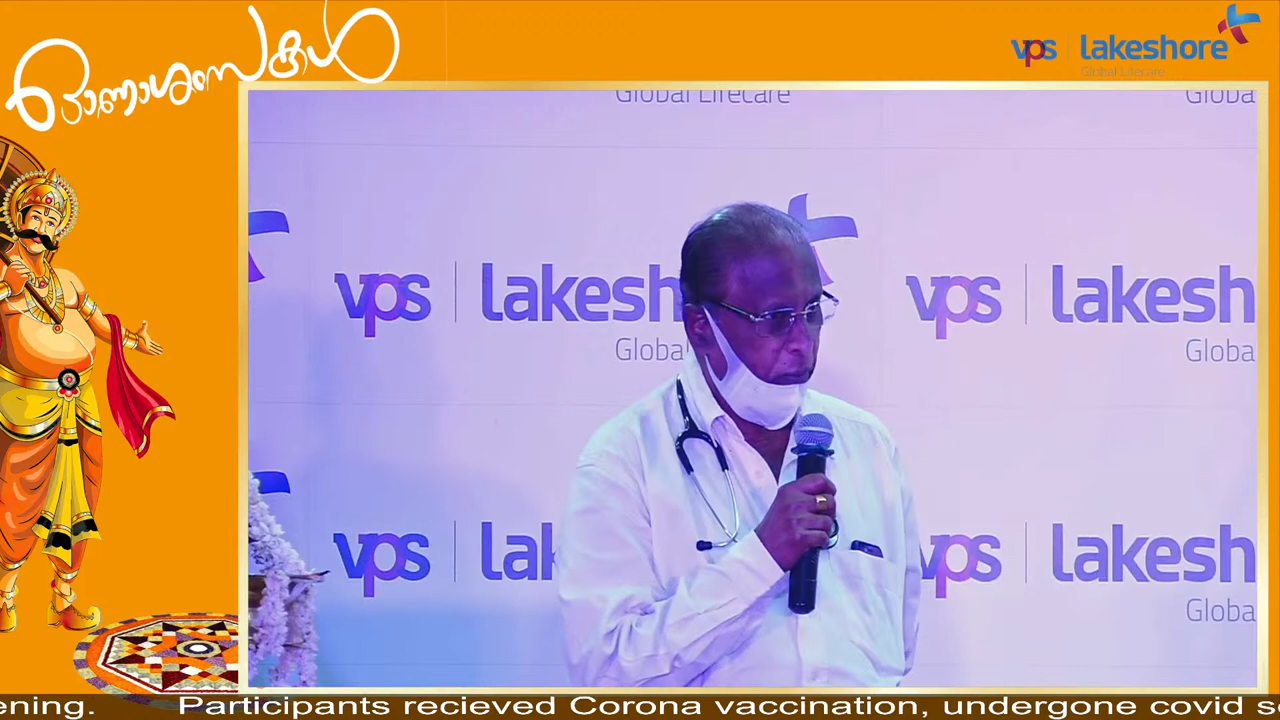 ഓണാശംസകൾ
vps lakeshore
Global Lifecare
Global Lifecare
Globa
vps lakesh
Globa
vps lakesh
Globa
vps lak
vps lakesh
Globa
ening. Participants recieved Corona vaccination, undergone covid s